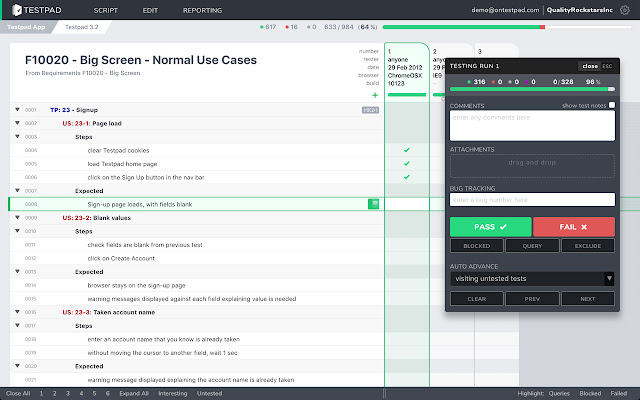 TESTPAD
SCRIPT
EDIT
REPORTING
demo@ontestpad.com
QualityRockstarsInc
Testpad App
Testpad 3.2
617
16
0
633 / 984 (64 %)
F10020 - Big Screen - Normal Use Cases
From Requirements F10020 - Big Screen
number
tester
date
browser
build
1
anyone
29 Feb 2012
ChromeOSX
10123
2
anyone
29 Feb
IE9
3
0001 TP: 23 - Signup
0002 US: 23-1: Page load
0003 Steps
0004 clear Testpad cookies
0005 load Testpad home page
0006 click on the Sign Up button in the nav bar
0007 Expected
0008 Sign-up page loads, with fields blank
0009 US: 23-2: Blank values
0010 Steps
0011 check fields are blank from previous test
0012 click on Create Account
0013 Expected
0014 browser stays on the sign-up page
0015 warning messages displayed against each field explaining value is needed
0016 US: 23-3: Taken account name
0017 Steps
0018 enter an account name that you know is already taken
0019 without moving the cursor to another field, wait 1 sec
0020 Expected
0021 warning message displayed explaining the account name is already taken
TESTING RUN 1
close ESC
316 0 0 0 0/328 96 %
COMMENTS
show test notes
enter any comments here
ATTACHMENTS
drag and drop
BUG TRACKING
enter a bug number here
PASS
FAIL
BLOCKED
QUERY
EXCLUDE
AUTO ADVANCE
visiting untested tests
CLEAR
PREV
NEXT
Close All 1 2 3 4 5 6 Expand All Interesting Untested
Highlight: Queries Blocked Failed